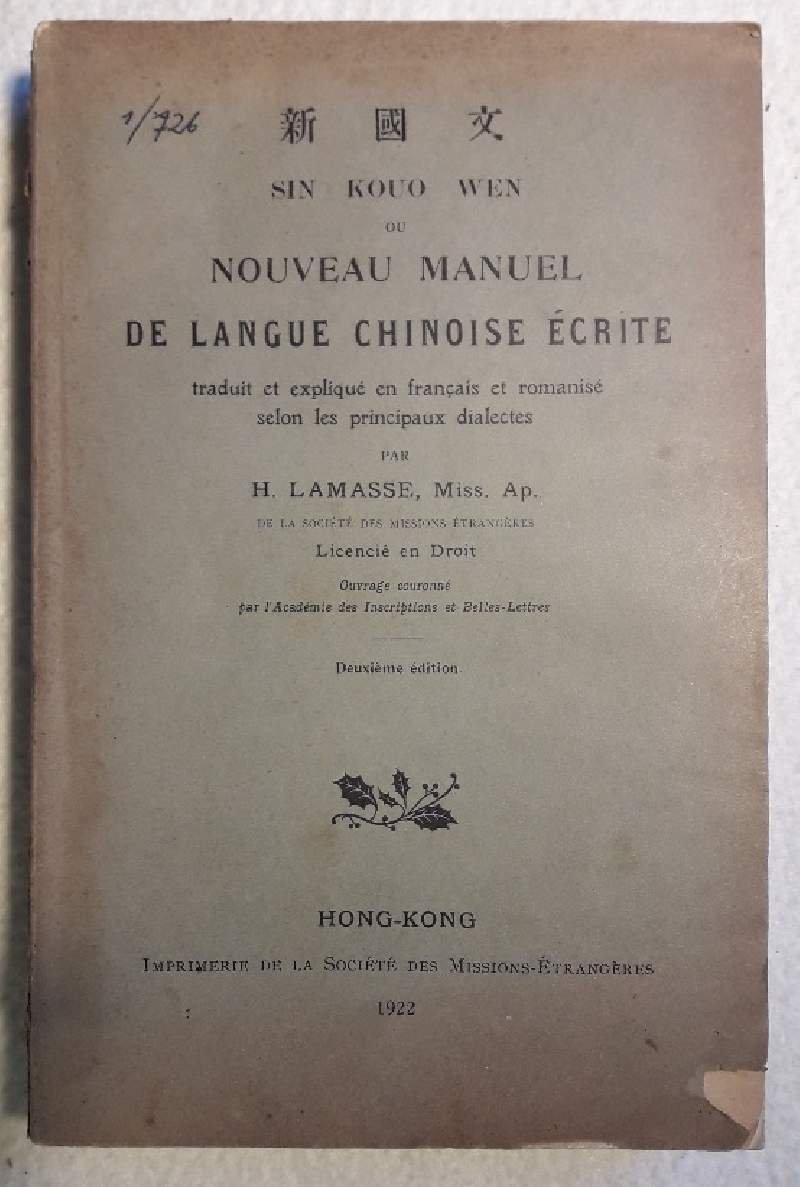 1/726
新 國 文
SIN KOUO WEN
OU
NOUVEAU MANUEL
DE LANGUE CHINOISE ÉCRITE
traduit et expliqué en français et romanisé
selon les principaux dialectes
PAR
H. LAMASSE, Miss. Ap.
DE LA SOCIÉTÉ DES MISSIONS ÉTRANGÈRES
Licencié en Droit
Ouvrage couronné
par l'Académie des Inscriptions et Belles-Lettres
Deuxième édition.
HONG-KONG
IMPRIMERIE DE LA SOCIÉTÉ DES MISSIONS-ÉTRANGÈRES
1922